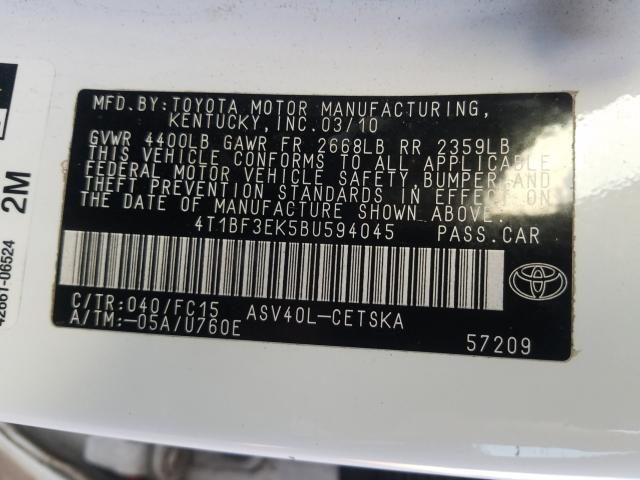 MFD.BY:TOYOTA MOTOR MANUFACTURING,
KENTUCKY,INC.03/10
GVWR 4400LB GAWR FR 2668LB RR 2359LB
THIS VEHICLE CONFORMS TO ALL APPLICABLE
FEDERAL MOTOR VEHICLE SAFETY,BUMPER,AND
THEFT PREVENTION STANDARDS IN EFFECT ON
THE DATE OF MANUFACTURE SHOWN ABOVE.
4T1BF3EK5BU594045 PASS.CAR
C/TR:040/FC15 ASV40L-CETSKA
A/TM:-05A/U760E
57209
2M
42661-06524